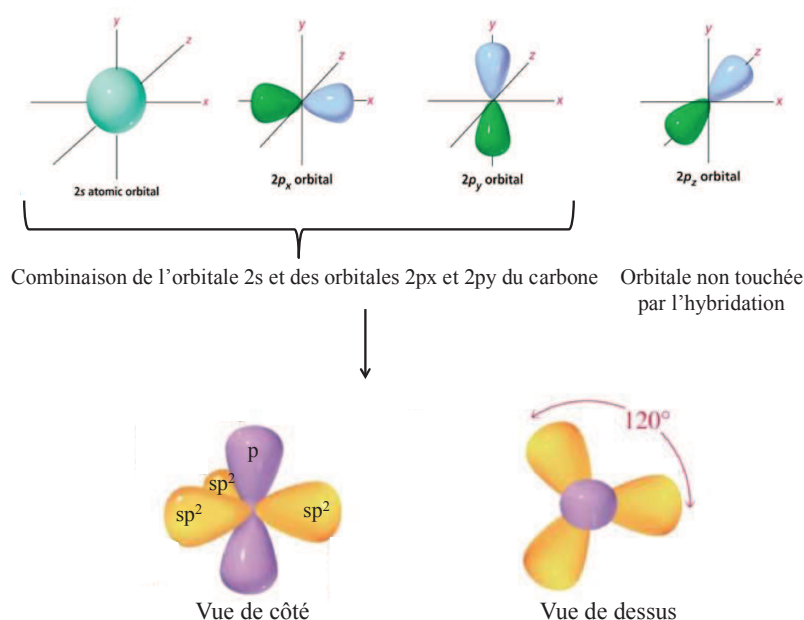 y
z
x
2s atomic orbital
y
z
x
2px orbital
y
z
x
2py orbital
y
z
x
2pz orbital
Combinaison de l'orbitale 2s et des orbitales 2px et 2py du carbone
Orbitale non touchée
par l'hybridation
p
sp²
sp²
sp²
120°
Vue de côté
Vue de dessus